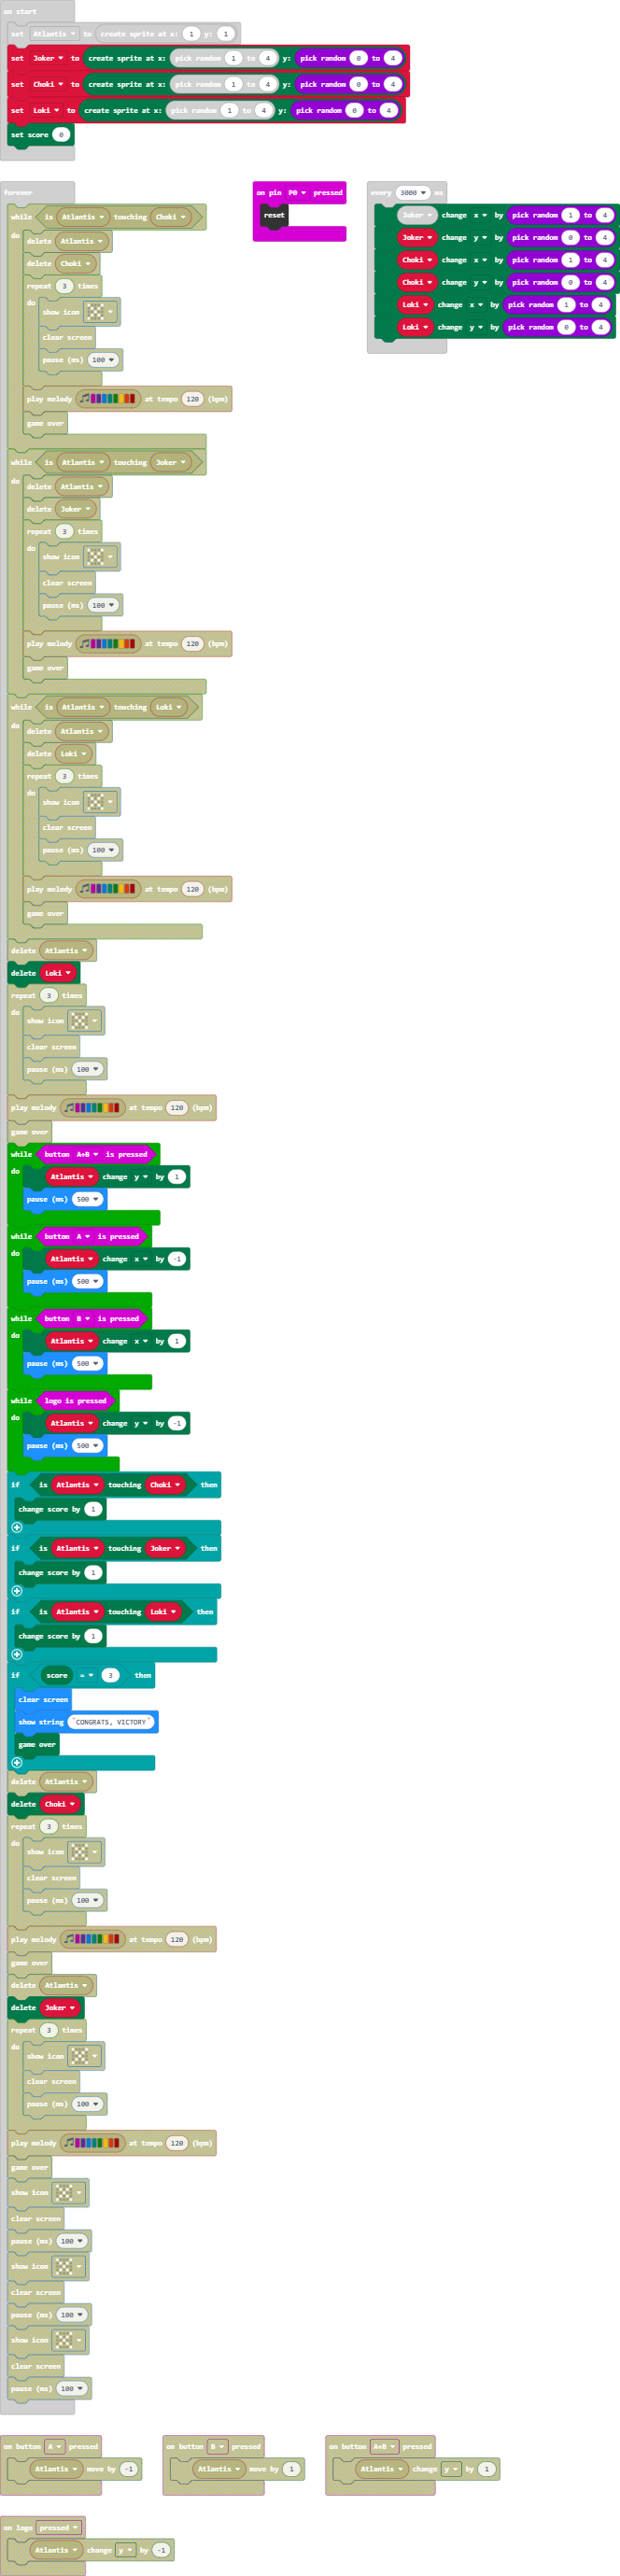 on start
set Atlantis to create sprite at x: 1 y: 1
set Joker to create sprite at x: pick random 1 to 4 y: pick random 0 to 4
set Choki to create sprite at x: pick random 1 to 4 y: pick random 0 to 4
set Loki to create sprite at x: pick random 1 to 4 y: pick random 0 to 4
set score 0
forever
while is Atlantis touching Choki
do
delete Atlantis
delete Choki
repeat 3 times
do
show icon
clear screen
pause (ms) 100
play melody at tempo 120 (bpm)
game over
while is Atlantis touching Joker
do
delete Atlantis
delete Joker
repeat 3 times
do
show icon
clear screen
pause (ms) 100
play melody at tempo 120 (bpm)
game over
while is Atlantis touching Loki
do
delete Atlantis
delete Loki
repeat 3 times
do
show icon
clear screen
pause (ms) 100
play melody at tempo 120 (bpm)
game over
delete Atlantis
delete Loki
repeat 3 times
do
show icon
clear screen
pause (ms) 100
play melody at tempo 120 (bpm)
game over
while button A+B is pressed
do
Atlantis change y by 1
pause (ms) 500
while button A is pressed
do
Atlantis change x by -1
pause (ms) 500
while button B is pressed
do
Atlantis change x by 1
pause (ms) 500
while logo is pressed
do
Atlantis change y by -1
pause (ms) 500
if is Atlantis touching Choki then
change score by 1
if is Atlantis touching Joker then
change score by 1
if is Atlantis touching Loki then
change score by 1
if score = 3 then
clear screen
show string "CONGRATS, VICTORY"
game over
delete Atlantis
delete Choki
repeat 3 times
do
show icon
clear screen
pause (ms) 100
play melody at tempo 120 (bpm)
game over
delete Atlantis
delete Joker
repeat 3 times
do
show icon
clear screen
pause (ms) 100
play melody at tempo 120 (bpm)
game over
show icon
clear screen
pause (ms) 100
show icon
clear screen
pause (ms) 100
show icon
clear screen
pause (ms) 100
on pin P0 pressed
reset
every 3000 ms
Joker change x by pick random 1 to 4
Joker change y by pick random 0 to 4
Choki change x by pick random 1 to 4
Choki change y by pick random 0 to 4
Loki change x by pick random 1 to 4
Loki change y by pick random 0 to 4
on button A pressed
Atlantis move by -1
on button B pressed
Atlantis move by 1
on button A+B pressed
Atlantis change y by 1
on logo pressed
Atlantis change y by -1